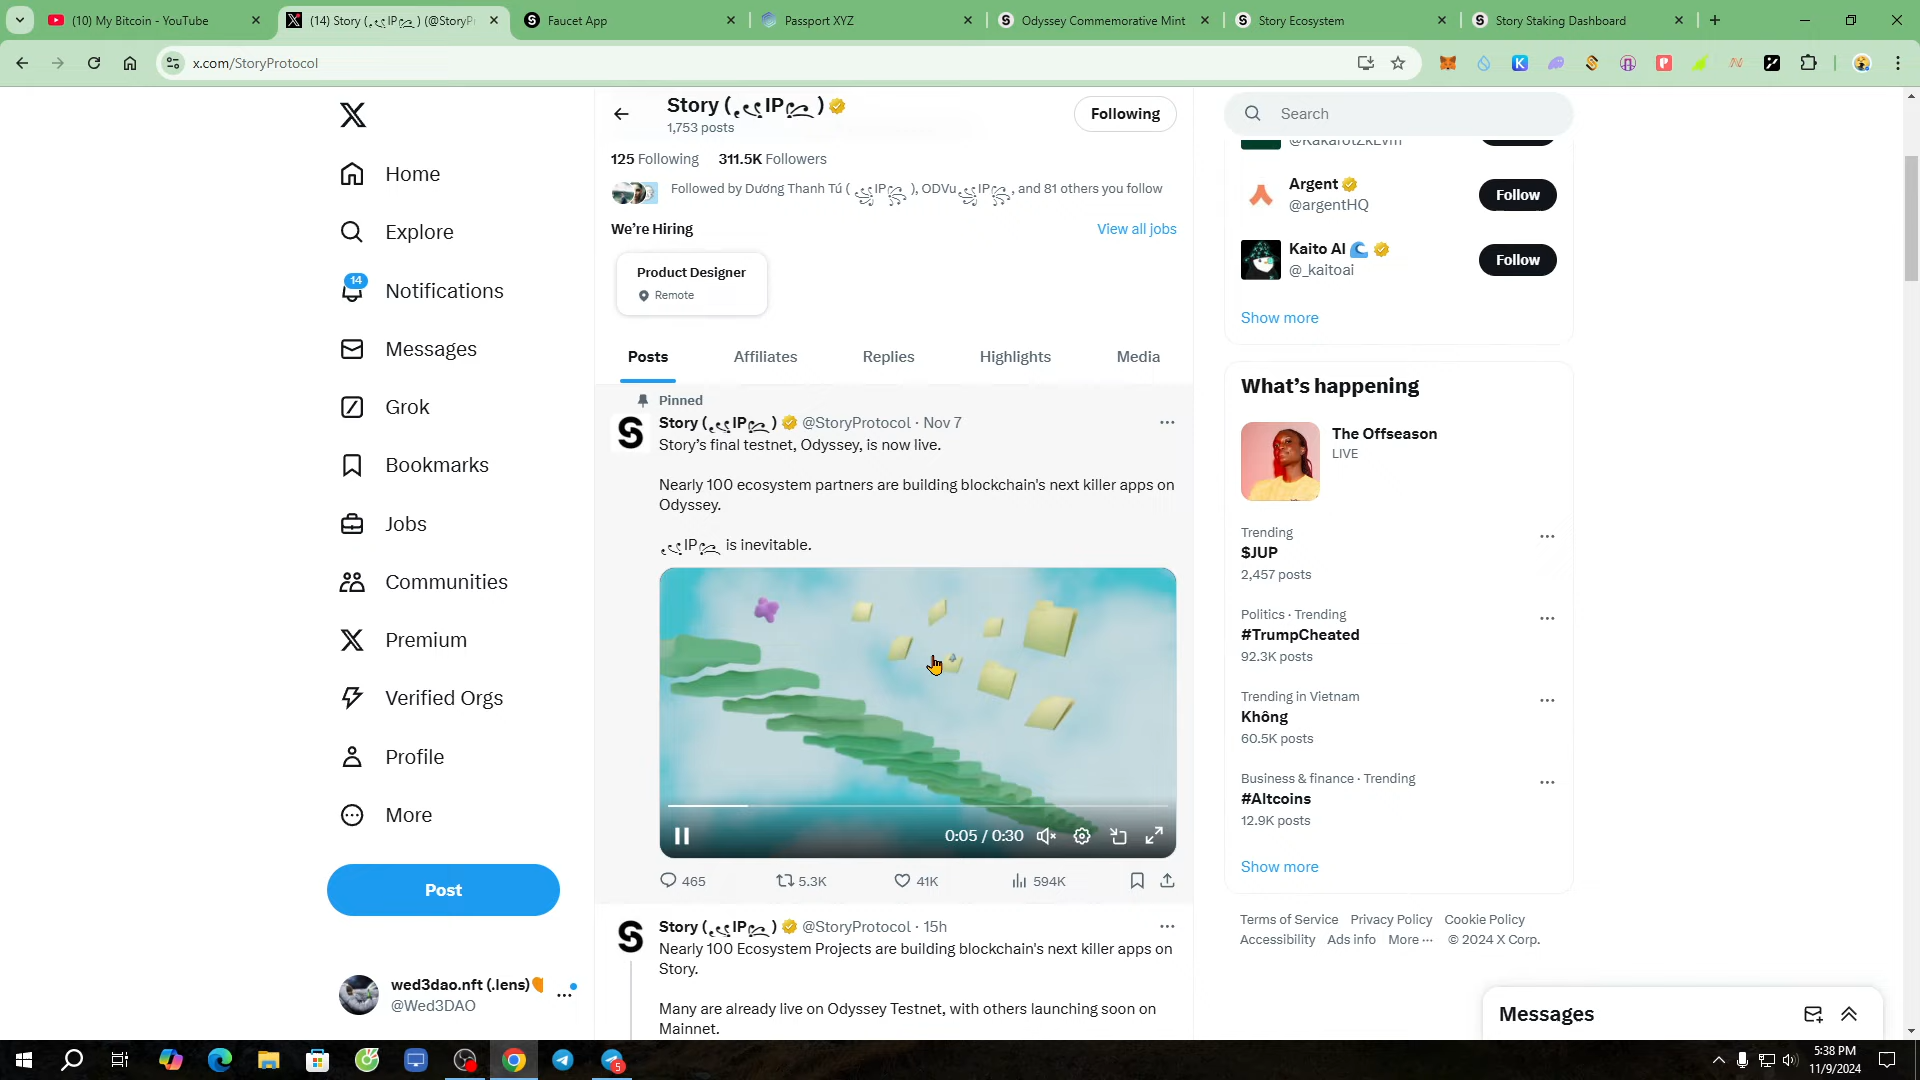 (10) My Bitcoin - YouTube
(14) Story ( IP ) (@StoryPr
Faucet App
Passport XYZ
Odyssey Commemorative Mint
Story Ecosystem
Story Staking Dashboard
x.com/StoryProtocol
Home
Explore
14
Notifications
Messages
Grok
Bookmarks
Jobs
Communities
Premium
Verified Orgs
Profile
More
Post
wed3dao.nft (.lens)
@Wed3DAO
Story ( IP )
1,753 posts
Following
125 Following 311.5K Followers
Followed by Dương Thanh Tú ( IP ), ODVu IP , and 81 others you follow
We're Hiring
View all jobs
Product Designer
Remote
Posts
Affiliates
Replies
Highlights
Media
Pinned
Story ( IP ) @StoryProtocol · Nov 7
Story's final testnet, Odyssey, is now live.
Nearly 100 ecosystem partners are building blockchain's next killer apps on
Odyssey.
IP is inevitable.
0:05 / 0:30
465
5.3K
41K
594K
Story ( IP ) @StoryProtocol · 15h
Nearly 100 Ecosystem Projects are building blockchain's next killer apps on
Story.
Many are already live on Odyssey Testnet, with others launching soon on
Mainnet.
Search
@KakarotZkEvm
Argent
@argentHQ
Follow
Kaito AI
@_kaitoai
Follow
Show more
What's happening
The Offseason
LIVE
Trending
$JUP
2,457 posts
Politics · Trending
#TrumpCheated
92.3K posts
Trending in Vietnam
Không
60.5K posts
Business & finance · Trending
#Altcoins
12.9K posts
Show more
Terms of Service Privacy Policy Cookie Policy
Accessibility Ads info More ··· © 2024 X Corp.
Messages
5
5:38 PM
11/9/2024